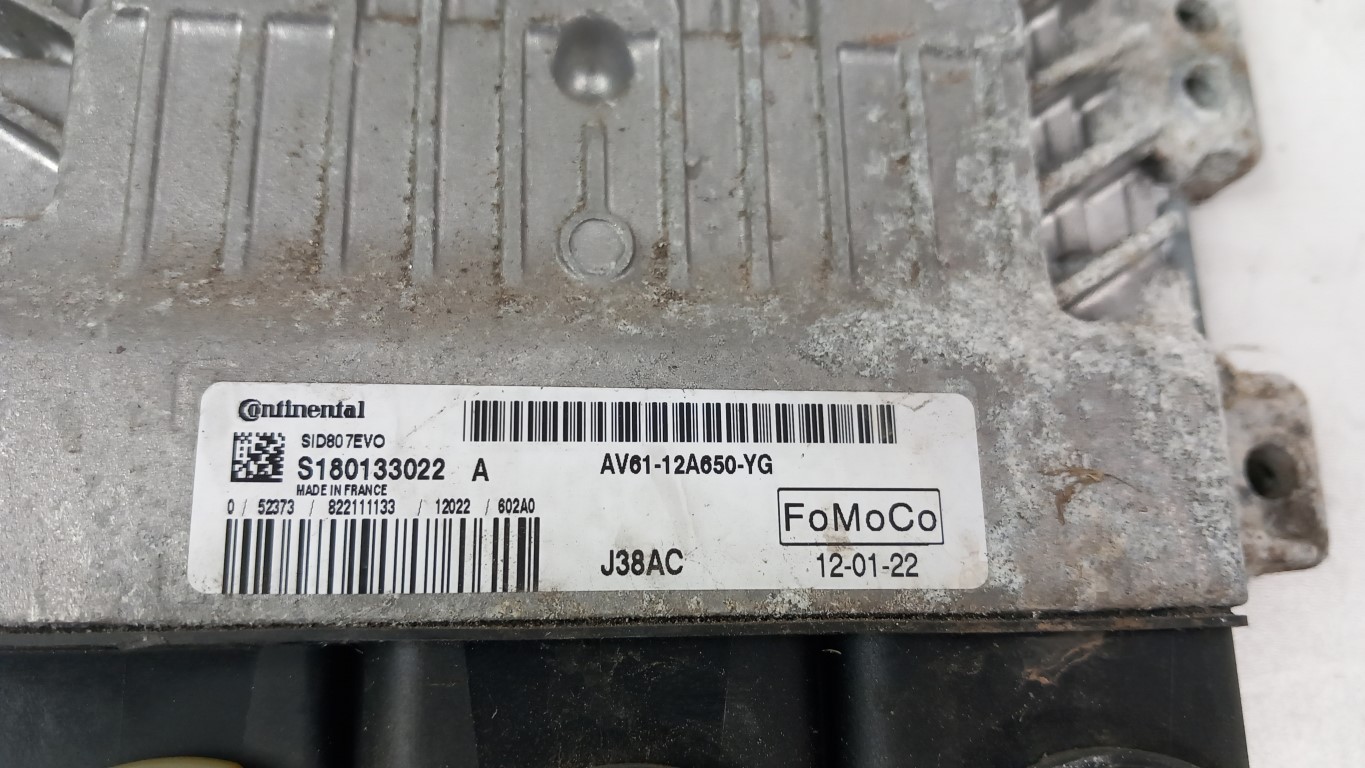 Continental
SID807EVO
S180133022 A
MADE IN FRANCE
0 / 52373 / 822111133 / 12022 / 602A0
AV61-12A650-YG
FoMoCo
J38AC
12-01-22